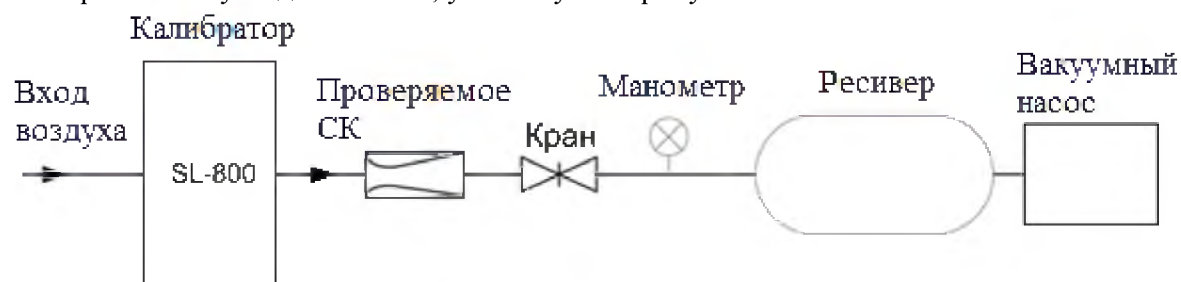 Калибратор
Вход
воздуха
SL-800
Проверяемое
СК
Кран
Манометр
Ресивер
Вакуумный
насос